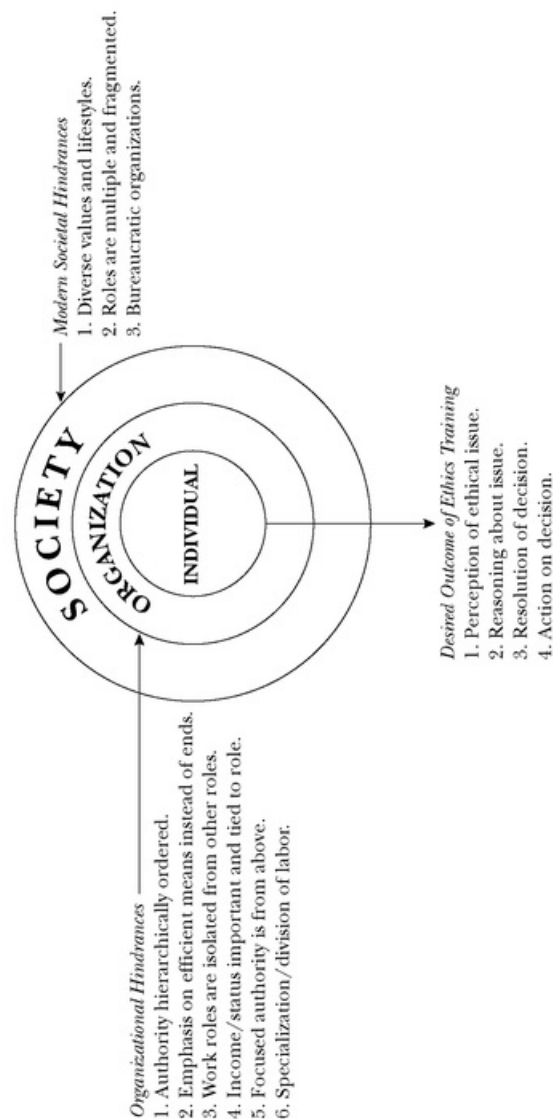 Modern Societal Hindrances
1. Diverse values and lifestyles.
2. Roles are multiple and fragmented.
3. Bureaucratic organizations.
SOCIETY
ORGANIZATION
INDIVIDUAL
Organizational Hindrances
1. Authority hierarchically ordered.
2. Emphasis on efficient means instead of ends.
3. Work roles are isolated from other roles.
4. Income/status important and tied to role.
5. Focused authority is from above.
6. Specialization/division of labor.
Desired Outcome of Ethics Training
1. Perception of ethical issue.
2. Reasoning about issue.
3. Resolution of decision.
4. Action on decision.